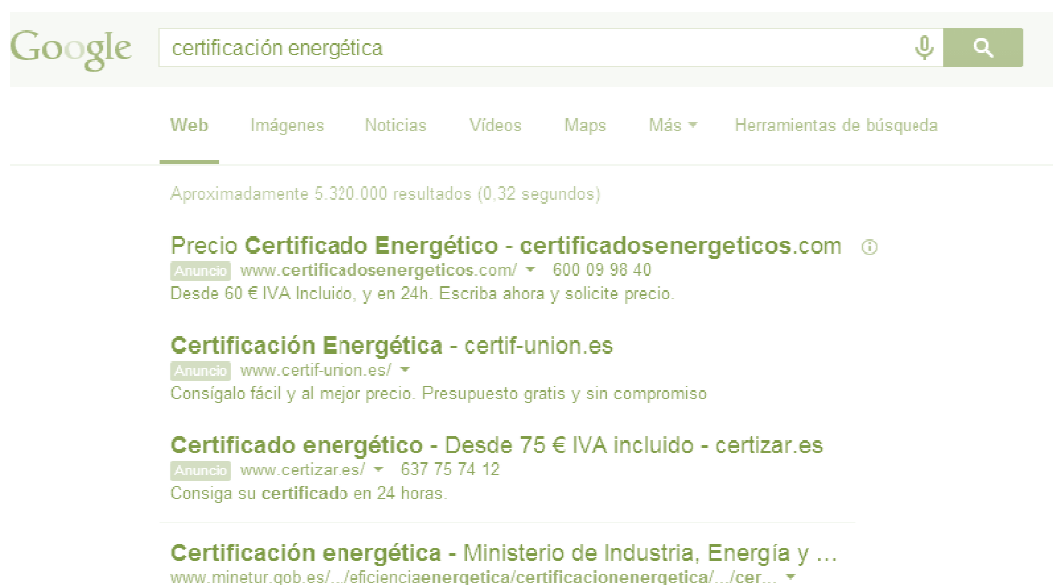 Google certificación energética
Web Imágenes Noticias Vídeos Maps Más Herramientas de búsqueda
Aproximadamente 5.320.000 resultados (0,32 segundos)
Precio Certificado Energético - certificadosenergeticos.com
Anuncio www.certificadosenergeticos.com/ 600 09 98 40
Desde 60 € IVA Incluido, y en 24h. Escriba ahora y solicite precio.
Certificación Energética - certif-union.es
Anuncio www.certif-union.es/
Consígalo fácil y al mejor precio. Presupuesto gratis y sin compromiso
Certificado energético - Desde 75 € IVA incluido - certizar.es
Anuncio www.certizar.es/ 637 75 74 12
Consiga su certificado en 24 horas.
Certificación energética - Ministerio de Industria, Energía y ...
www.minetur.gob.es/.../eficienciaenergetica/certificacionenergetica/.../cer...